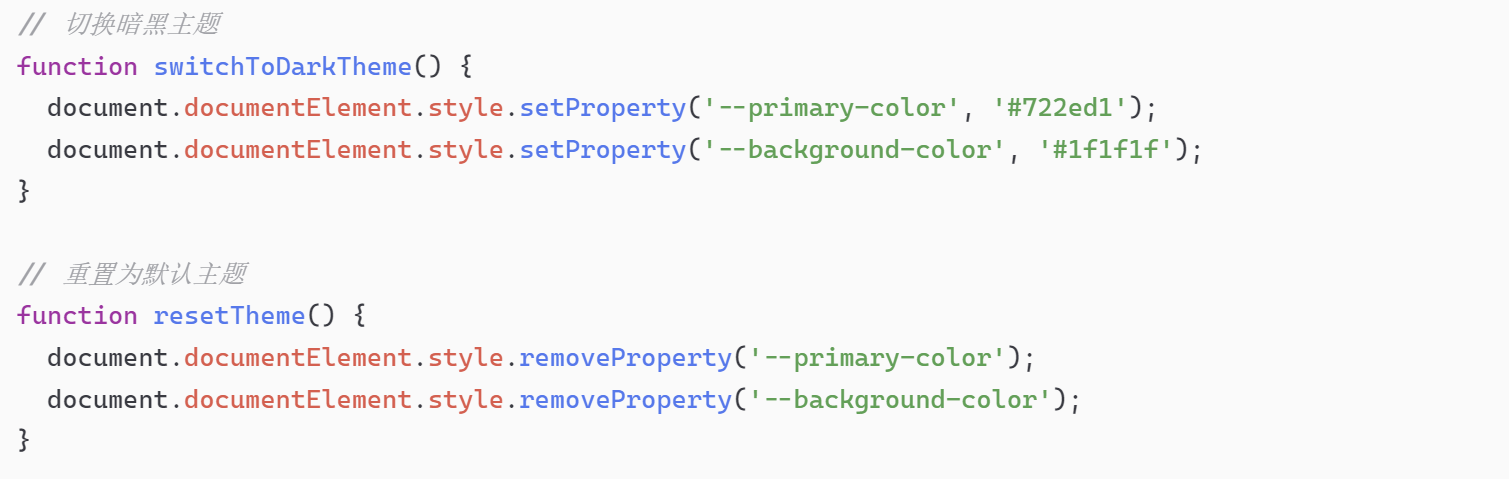 // 切换暗黑主题
function switchToDarkTheme() {
  document.documentElement.style.setProperty('--primary-color', '#722ed1');
  document.documentElement.style.setProperty('--background-color', '#1f1f1f');
}

// 重置为默认主题
function resetTheme() {
  document.documentElement.style.removeProperty('--primary-color');
  document.documentElement.style.removeProperty('--background-color');
}